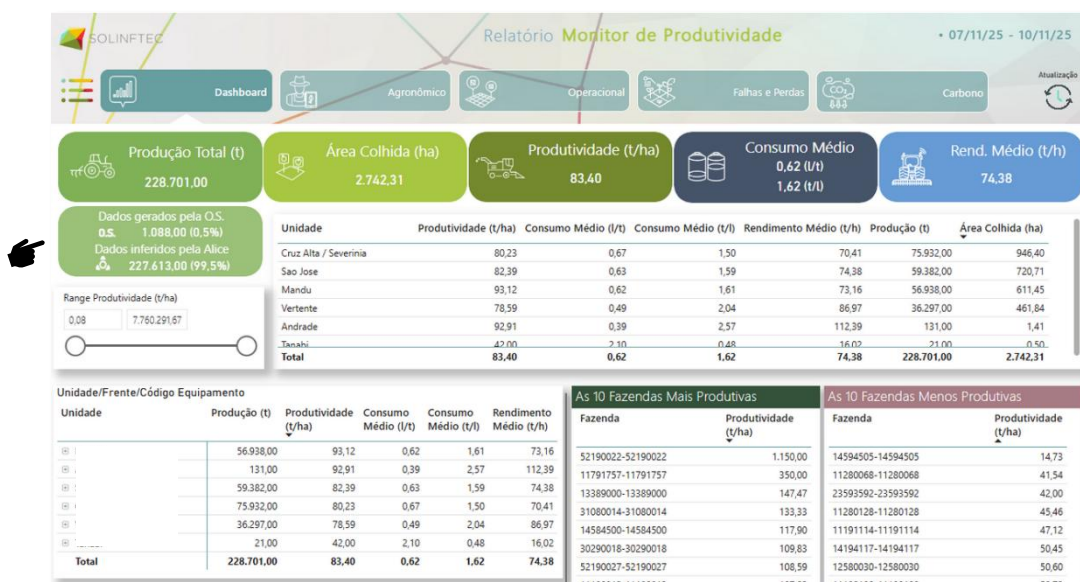 SOLINFTEC
Relatório Monitor de Produtividade
• 07/11/25 - 10/11/25
Dashboard
Agronômico
Operacional
Falhas e Perdas
CO₂
Carbono
Atualização
Produção Total (t)
228.701,00
Área Colhida (ha)
2.742,31
Produtividade (t/ha)
83,40
Consumo Médio
0,62 (l/t)
1,62 (t/l)
Rend. Médio (t/h)
74,38
Dados gerados pela O.S.
O.S. 1.088,00 (0,5%)
Dados inferidos pela Alice
227.613,00 (99,5%)
Range Produtividade (t/ha)
0,08 7.760.291,67
Unidade Produtividade (t/ha) Consumo Médio (l/t) Consumo Médio (t/l) Rendimento Médio (t/h) Produção (t) Área Colhida (ha)
Cruz Alta / Severinia 80,23 0,67 1,50 70,41 75.932,00 946,40
Sao Jose 82,39 0,63 1,59 74,38 59.382,00 720,71
Mandu 93,12 0,62 1,61 73,16 56.938,00 611,45
Vertente 78,59 0,49 2,04 86,97 36.297,00 461,84
Andrade 92,91 0,39 2,57 112,39 131,00 1,41
Tanabi 42,00 2,10 0,48 16,02 21,00 0,50
Total 83,40 0,62 1,62 74,38 228.701,00 2.742,31
Unidade/Frente/Código Equipamento
Unidade Produção (t) Produtividade (t/ha) Consumo Médio (l/t) Consumo Médio (t/l) Rendimento Médio (t/h)
56.938,00 93,12 0,62 1,61 73,16
131,00 92,91 0,39 2,57 112,39
59.382,00 82,39 0,63 1,59 74,38
75.932,00 80,23 0,67 1,50 70,41
36.297,00 78,59 0,49 2,04 86,97
21,00 42,00 2,10 0,48 16,02
Total 228.701,00 83,40 0,62 1,62 74,38
As 10 Fazendas Mais Produtivas
Fazenda Produtividade (t/ha)
52190022-52190022 1.150,00
11791757-11791757 350,00
13389000-13389000 147,47
31080014-31080014 133,33
14584500-14584500 117,90
30290018-30290018 109,83
52190027-52190027 108,59
As 10 Fazendas Menos Produtivas
Fazenda Produtividade (t/ha)
14594505-14594505 14,73
11280068-11280068 41,54
23593592-23593592 42,00
11280128-11280128 45,46
11191114-11191114 47,12
14194117-14194117 50,45
12580030-12580030 50,60